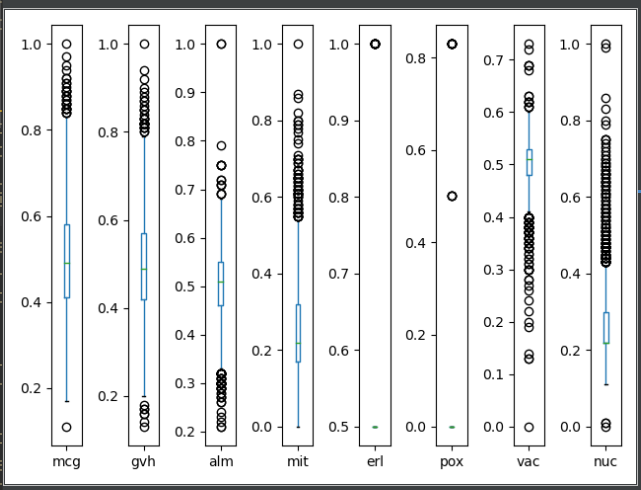 1.0 0.8 0.6 0.4 0.2 mcg
1.0 0.8 0.6 0.4 0.2 gvh
1.0 0.9 0.8 0.7 0.6 0.5 0.4 0.3 0.2 alm
1.0 0.8 0.6 0.4 0.2 0.0 mit
1.0 0.9 0.8 0.7 0.6 0.5 erl
0.8 0.6 0.4 0.2 0.0 pox
0.7 0.6 0.5 0.4 0.3 0.2 0.1 0.0 vac
1.0 0.8 0.6 0.4 0.2 0.0 nuc